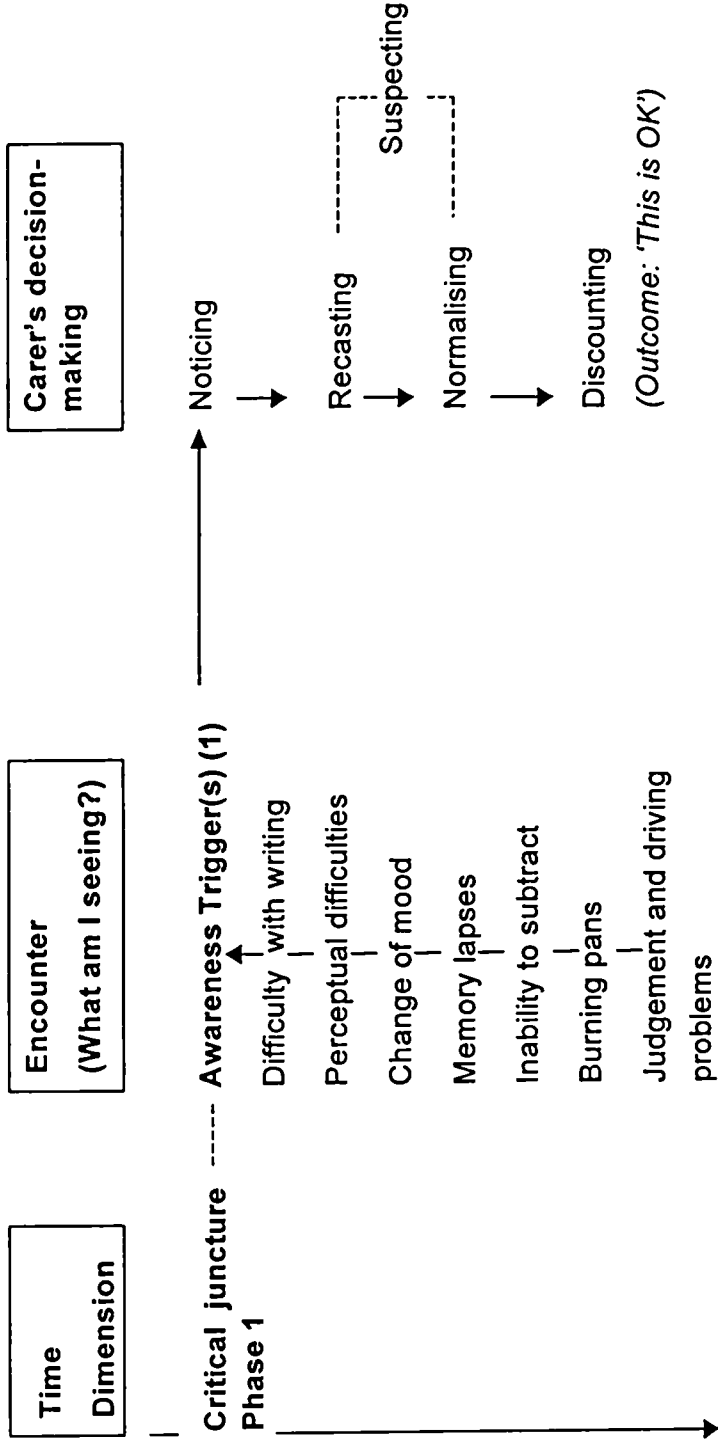 Time
Dimension
Encounter
(What am I seeing?)
Carer's decision-
making
Critical juncture
Phase 1
Awareness Trigger(s) (1)
Difficulty with writing
Perceptual difficulties
Change of mood
Memory lapses
Inability to subtract
Burning pans
Judgement and driving
problems
Noticing
Recasting
Suspecting
Normalising
Discounting
(Outcome: 'This is OK')